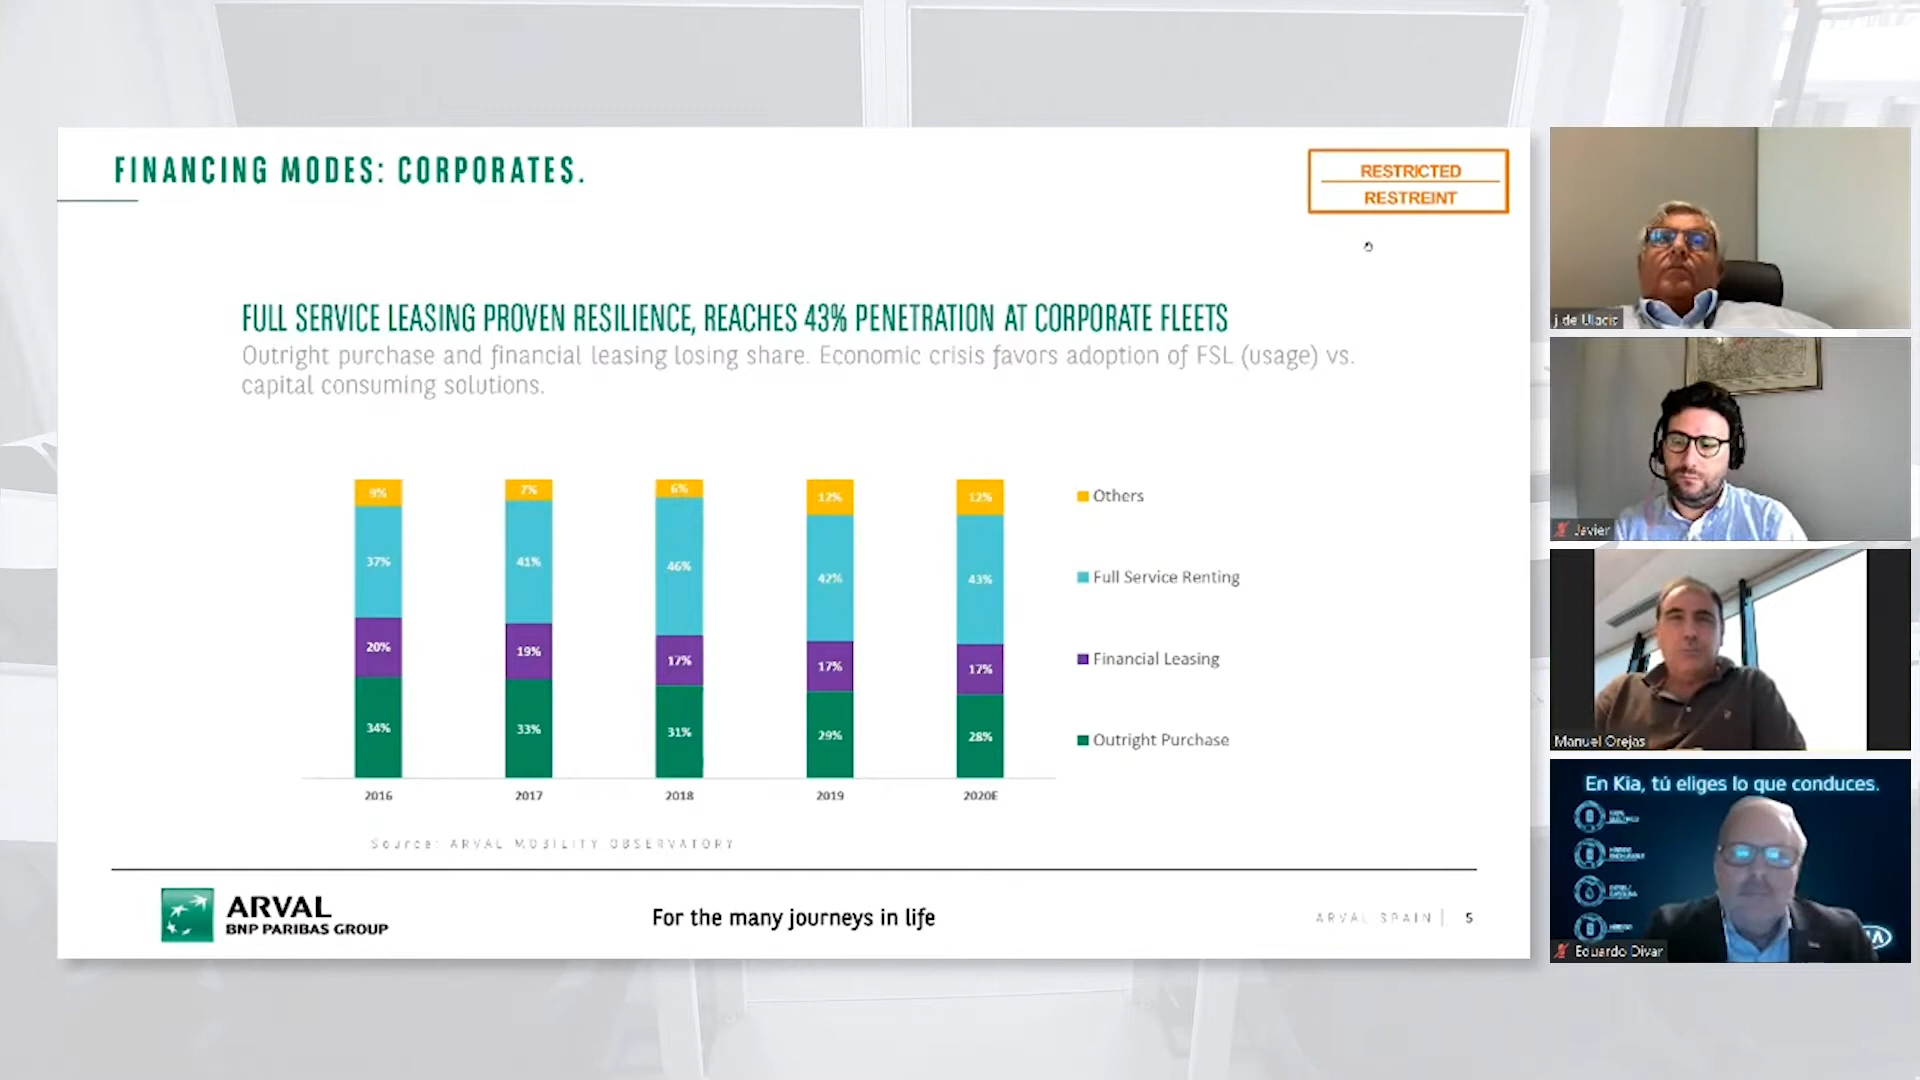 FINANCING MODES: CORPORATES.
RESTRICTED
RESTREINT
FULL SERVICE LEASING PROVEN RESILIENCE, REACHES 43% PENETRATION AT CORPORATE FLEETS
Outright purchase and financial leasing losing share. Economic crisis favors adoption of FSL (usage) vs.
capital consuming solutions.
9%
7%
6%
12%
12%
37%
41%
46%
42%
43%
20%
19%
17%
17%
17%
34%
33%
31%
29%
28%
2016
2017
2018
2019
2020E
Others
Full Service Renting
Financial Leasing
Outright Purchase
Source: ARVAL MOBILITY OBSERVATORY
ARVAL
BNP PARIBAS GROUP
For the many journeys in life
ARVAL SPAIN | 5
j.de Ulacic
Javier
Manuel Orejas
En Kia, tú eliges lo que conduces.
Eduardo Divar